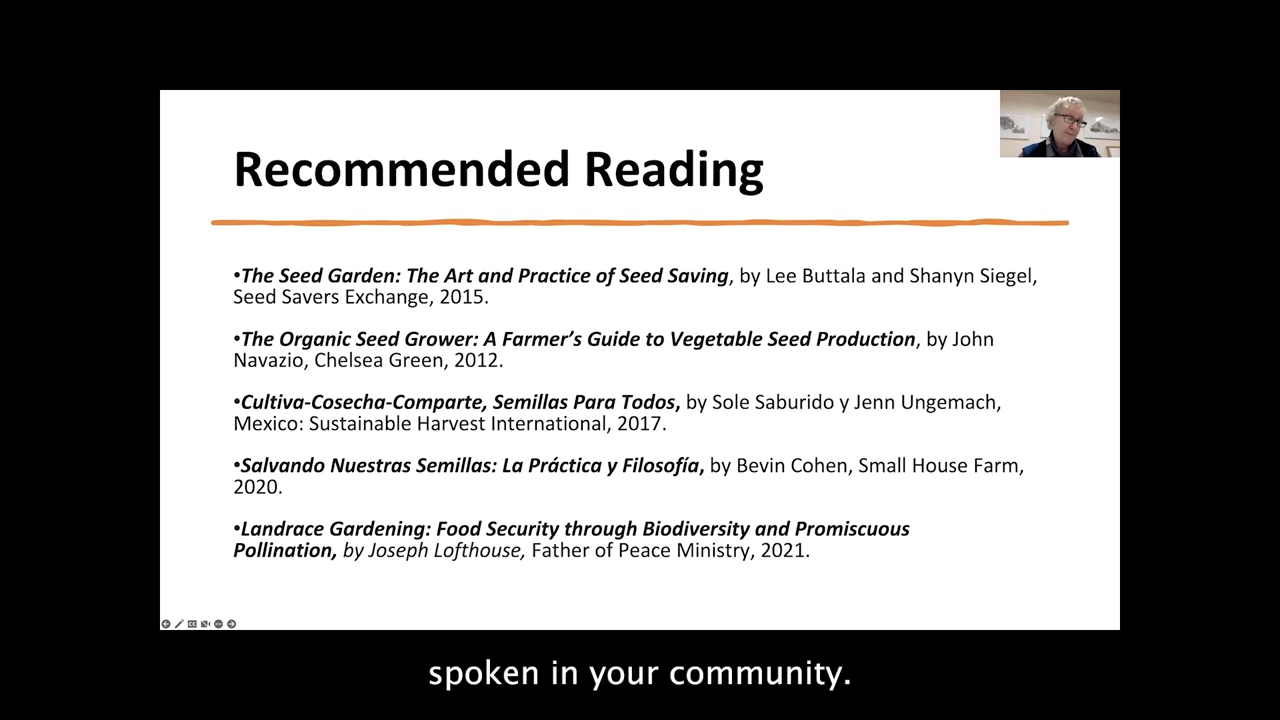 Recommended Reading
•The Seed Garden: The Art and Practice of Seed Saving, by Lee Buttala and Shanyn Siegel,
Seed Savers Exchange, 2015.
•The Organic Seed Grower: A Farmer’s Guide to Vegetable Seed Production, by John
Navazio, Chelsea Green, 2012.
•Cultiva-Cosecha-Comparte, Semillas Para Todos, by Sole Saburido y Jenn Ungemach,
Mexico: Sustainable Harvest International, 2017.
•Salvando Nuestras Semillas: La Práctica y Filosofía, by Bevin Cohen, Small House Farm,
2020.
•Landrace Gardening: Food Security through Biodiversity and Promiscuous
Pollination, by Joseph Lofthouse, Father of Peace Ministry, 2021.
spoken in your community.